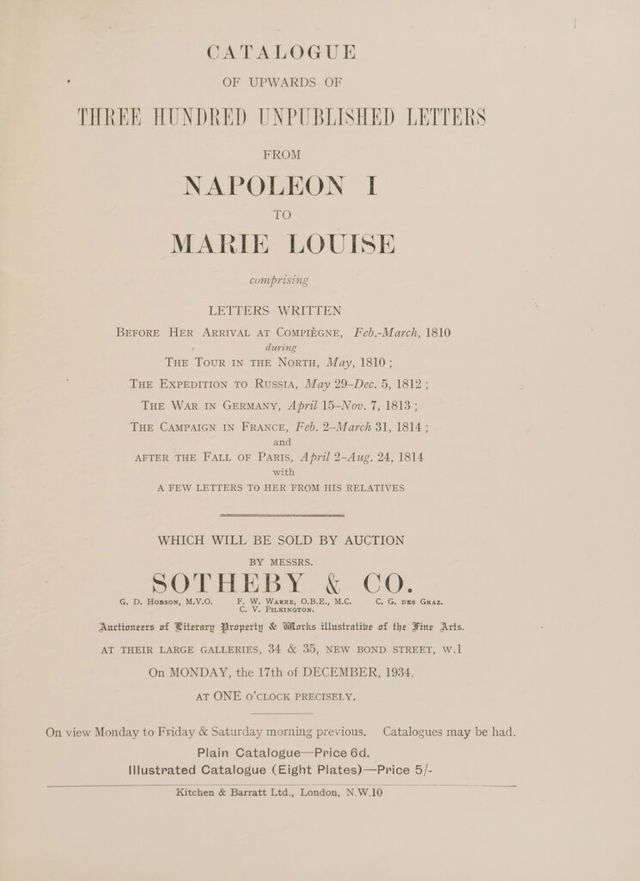 CATALOGUE
OF UPWARDS OF
THREE HUNDRED UNPUBLISHED LETTERS
FROM
NAPOLEON I
TO
MARIE LOUISE
comprising
LETTERS WRITTEN
BEFORE HER ARRIVAL AT COMPIÈGNE, Feb.-March, 1810
during
THE TOUR IN THE NORTH, May, 1810;
THE EXPEDITION TO RUSSIA, May 29–Dec. 5, 1812;
THE WAR IN GERMANY, April 15–Nov. 7, 1813;
THE CAMPAIGN IN FRANCE, Feb. 2–March 31, 1814;
and
AFTER THE FALL OF PARIS, April 2–Aug. 24, 1814
with
A FEW LETTERS TO HER FROM HIS RELATIVES
WHICH WILL BE SOLD BY AUCTION
BY MESSRS.
SOTHEBY & CO.
G. D. HOBSON, M.V.O. F. W. WARRE, O.B.E., M.C. C. G. DES GRAZ.
C. V. PILKINGTON.
Auctioneers of Literary Property & Works illustrative of the Fine Arts.
AT THEIR LARGE GALLERIES, 34 & 35, NEW BOND STREET, W.1
On MONDAY, the 17th of DECEMBER, 1934,
AT ONE O'CLOCK PRECISELY.
On view Monday to Friday & Saturday morning previous. Catalogues may be had.
Plain Catalogue—Price 6d.
Illustrated Catalogue (Eight Plates)—Price 5/-
Kitchen & Barratt Ltd., London, N.W.10